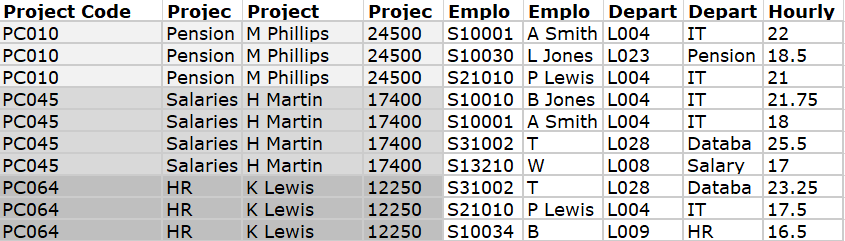 Project Code Projec Project Projec Emplo Emplo Depart Depart Hourly
PC010 Pension M Phillips 24500 S10001 A Smith L004 IT 22
PC010 Pension M Phillips 24500 S10030 L Jones L023 Pension 18.5
PC010 Pension M Phillips 24500 S21010 P Lewis L004 IT 21
PC045 Salaries H Martin 17400 S10010 B Jones L004 IT 21.75
PC045 Salaries H Martin 17400 S10001 A Smith L004 IT 18
PC045 Salaries H Martin 17400 S31002 T L028 Databa 25.5
PC045 Salaries H Martin 17400 S13210 W L008 Salary 17
PC064 HR K Lewis 12250 S31002 T L028 Databa 23.25
PC064 HR K Lewis 12250 S21010 P Lewis L004 IT 17.5
PC064 HR K Lewis 12250 S10034 B L009 HR 16.5